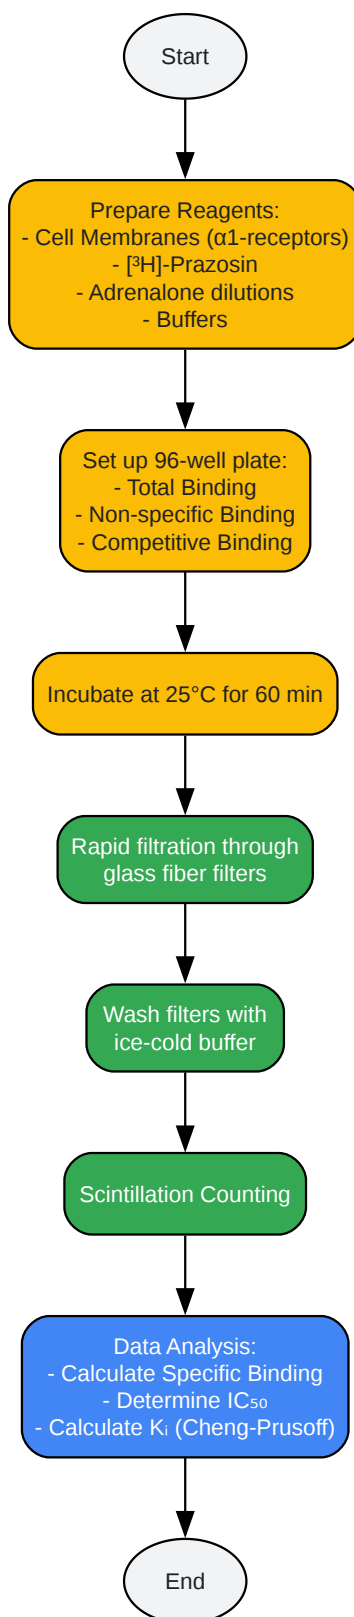 Start
Prepare Reagents:
- Cell Membranes (α1-receptors)
- [³H]-Prazosin
- Adrenalone dilutions
- Buffers
Set up 96-well plate:
- Total Binding
- Non-specific Binding
- Competitive Binding
Incubate at 25°C for 60 min
Rapid filtration through
glass fiber filters
Wash filters with
ice-cold buffer
Scintillation Counting
Data Analysis:
- Calculate Specific Binding
- Determine IC₅₀
- Calculate Kᵢ (Cheng-Prusoff)
End